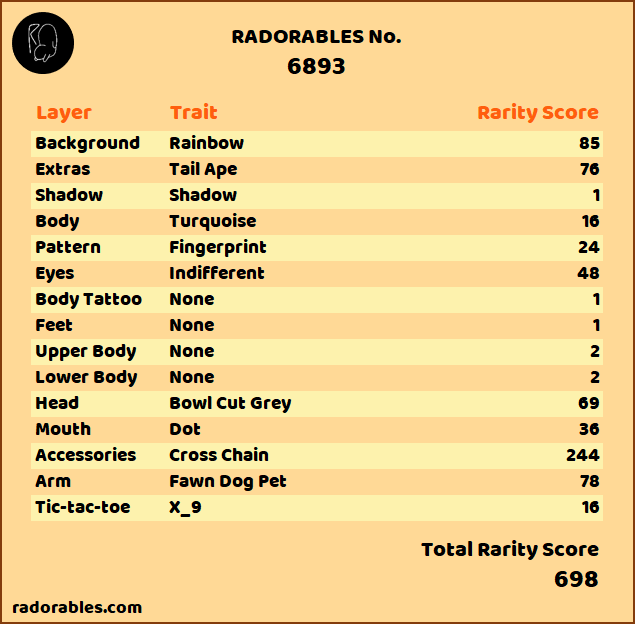 RADORABLES No.
6893
Layer Trait Rarity Score
Background Rainbow 85
Extras Tail Ape 76
Shadow Shadow 1
Body Turquoise 16
Pattern Fingerprint 24
Eyes Indifferent 48
Body Tattoo None 1
Feet None 1
Upper Body None 2
Lower Body None 2
Head Bowl Cut Grey 69
Mouth Dot 36
Accessories Cross Chain 244
Arm Fawn Dog Pet 78
Tic-tac-toe X_9 16
Total Rarity Score
698
radorables.com